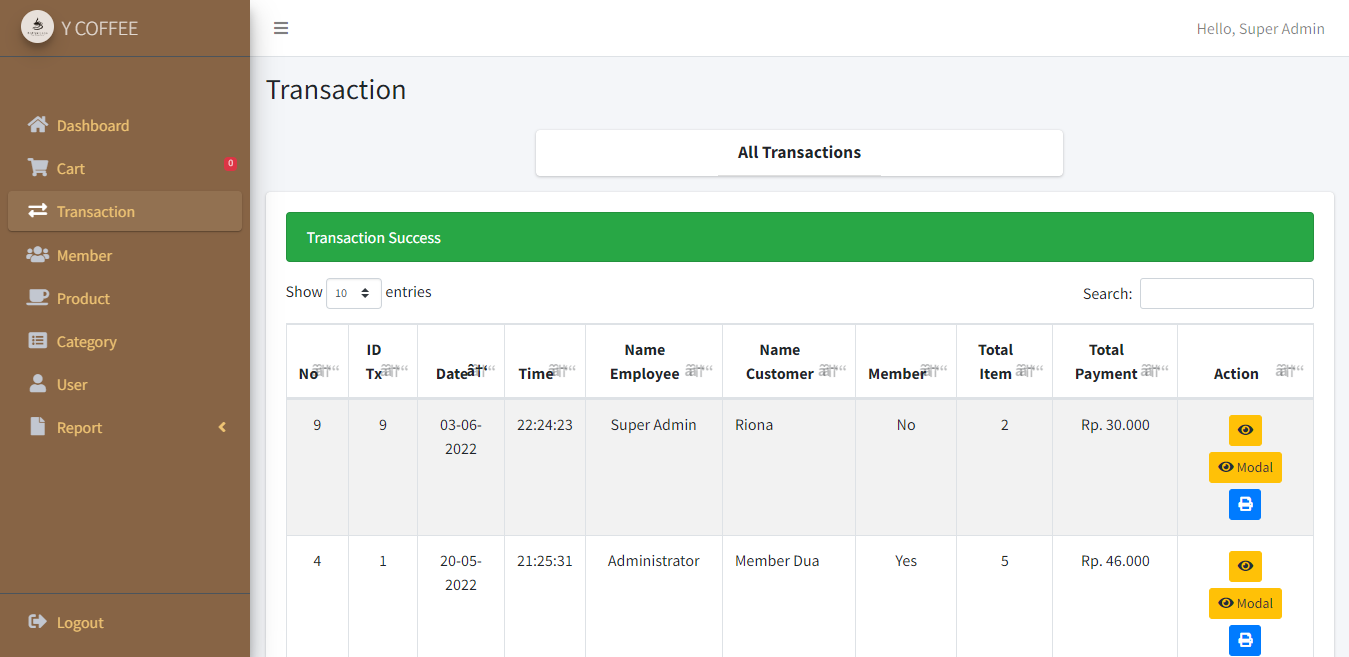 Y COFFEE
Hello, Super Admin
Dashboard
Cart 0
Transaction
Member
Product
Category
User
Report
Logout
Transaction
All Transactions
Transaction Success
Show 10 entries
Search:
No ID Tx Date Time Name Employee Name Customer Member Total Item Total Payment Action
9 9 03-06-2022 22:24:23 Super Admin Riona No 2 Rp. 30.000
Modal
4 1 20-05-2022 21:25:31 Administrator Member Dua Yes 5 Rp. 46.000
Modal